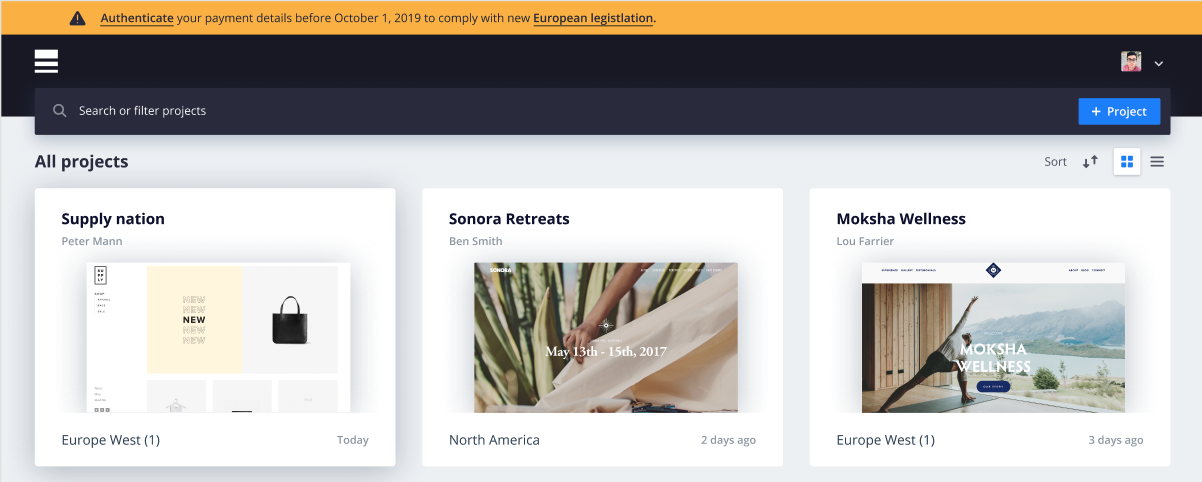 Authenticate your payment details before October 1, 2019 to comply with new European legistlation.
Search or filter projects
+ Project
All projects
Sort
Supply nation
Peter Mann
NEW
NEW
NEW
NEW
NEW
Europe West (1)
Today
Sonora Retreats
Ben Smith
SONORA
May 13th - 15th, 2017
North America
2 days ago
Moksha Wellness
Lou Farrier
MOKSHA
WELLNESS
OUR STORY
Europe West (1)
3 days ago